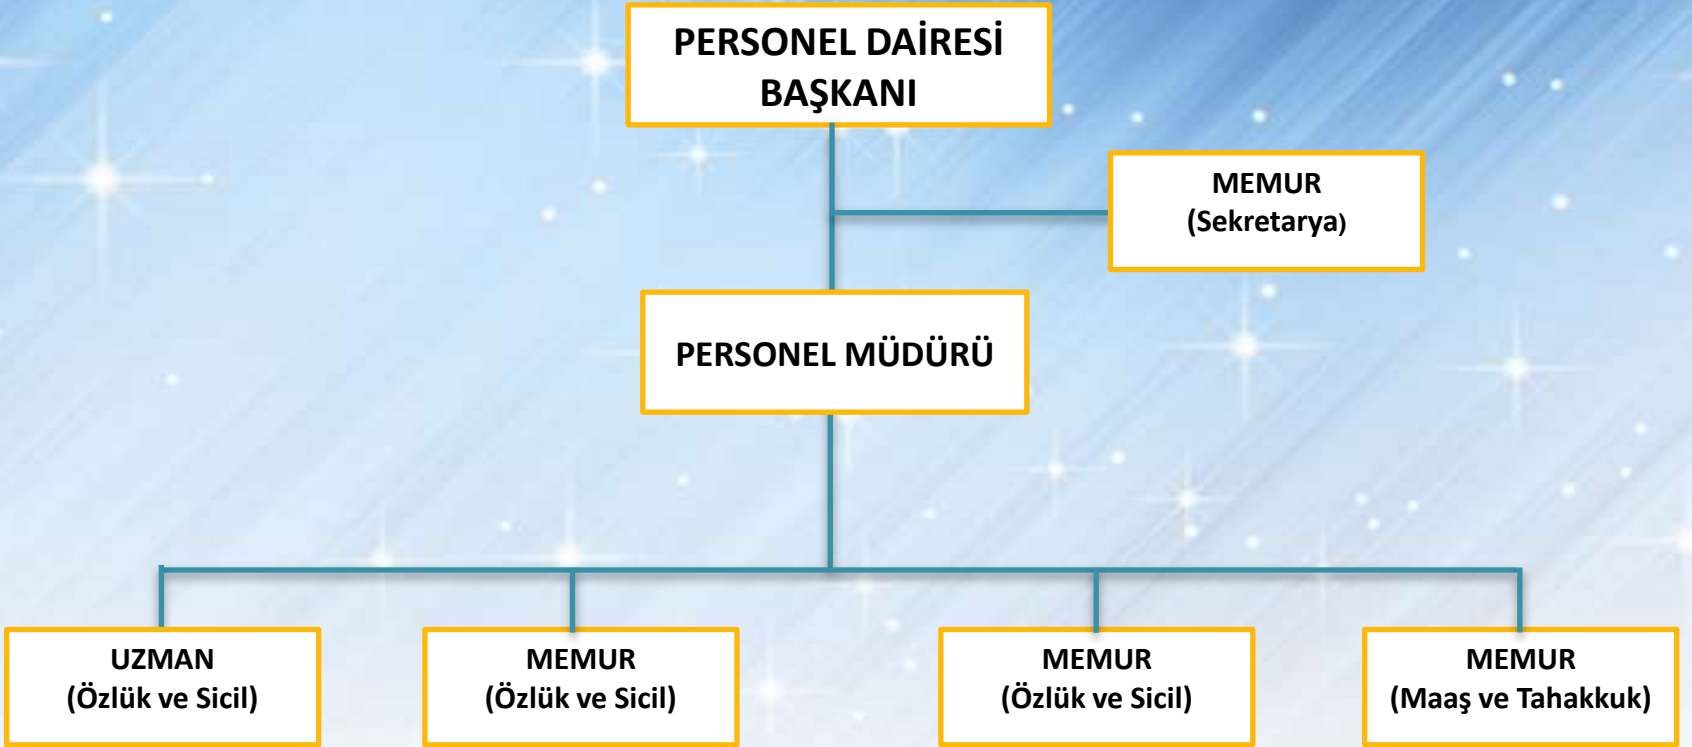 PERSONEL DAİRESİ
BAŞKANI
MEMUR
(Sekretarya)
PERSONEL MÜDÜRÜ
UZMAN
(Özlük ve Sicil)
MEMUR
(Özlük ve Sicil)
MEMUR
(Özlük ve Sicil)
MEMUR
(Maaş ve Tahakkuk)